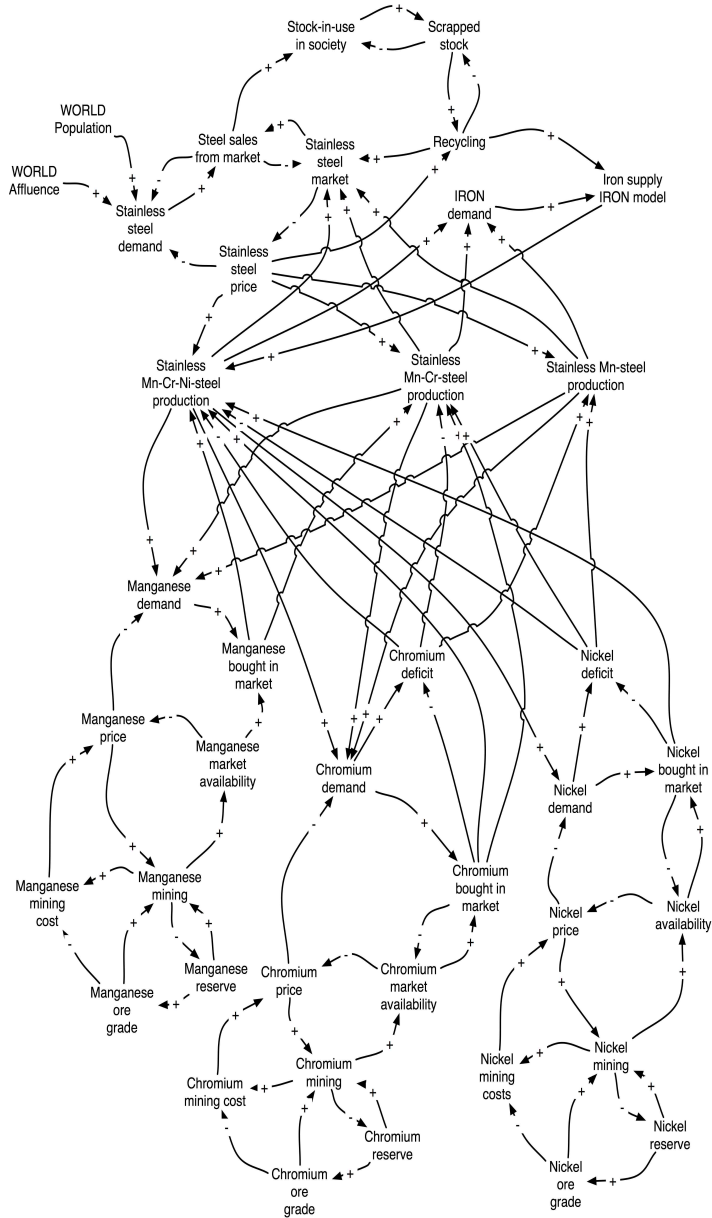 Stock-in-use
in society
Scrapped
stock
WORLD
Population
Steel sales
from market
Stainless
steel
market
Recycling
WORLD
Affluence
Stainless
steel
demand
IRON
demand
Iron supply
IRON model
Stainless
steel
price
Stainless
Mn-Cr-Ni-steel
production
Stainless
Mn-Cr-steel
production
Stainless Mn-steel
production
Manganese
demand
Manganese
bought in
market
Chromium
deficit
Nickel
deficit
Manganese
price
Manganese
market
availability
Chromium
demand
Nickel
demand
Nickel
bought in
market
Manganese
mining
cost
Manganese
mining
Chromium
bought in
market
Nickel
price
Nickel
availability
Manganese
ore
grade
Manganese
reserve
Chromium
price
Chromium
market
availability
Chromium
mining cost
Chromium
mining
Nickel
mining
costs
Nickel
mining
Chromium
reserve
Nickel
reserve
Chromium
ore
grade
Nickel
ore
grade